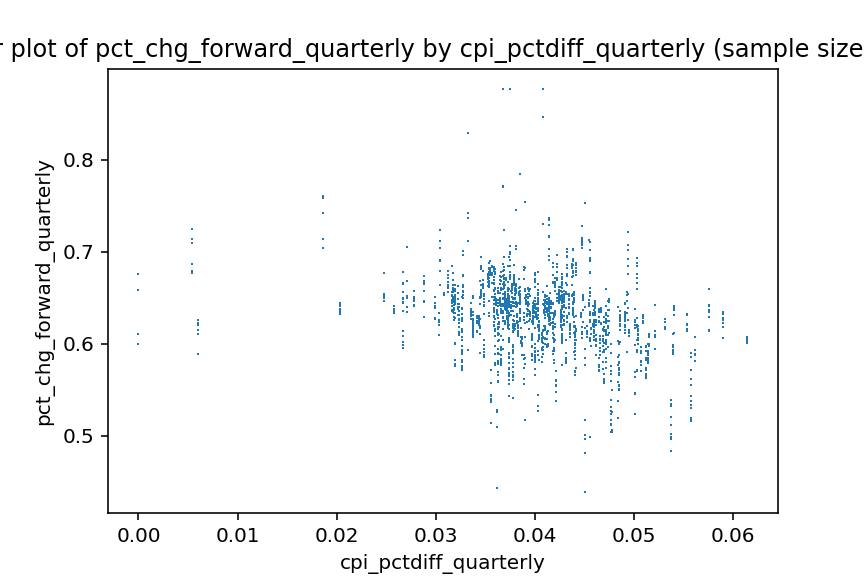 plot of pct_chg_forward_quarterly by cpi_pctdiff_quarterly (sample size
0.8
0.7
0.6
0.5
pct_chg_forward_quarterly
0.00 0.01 0.02 0.03 0.04 0.05 0.06
cpi_pctdiff_quarterly